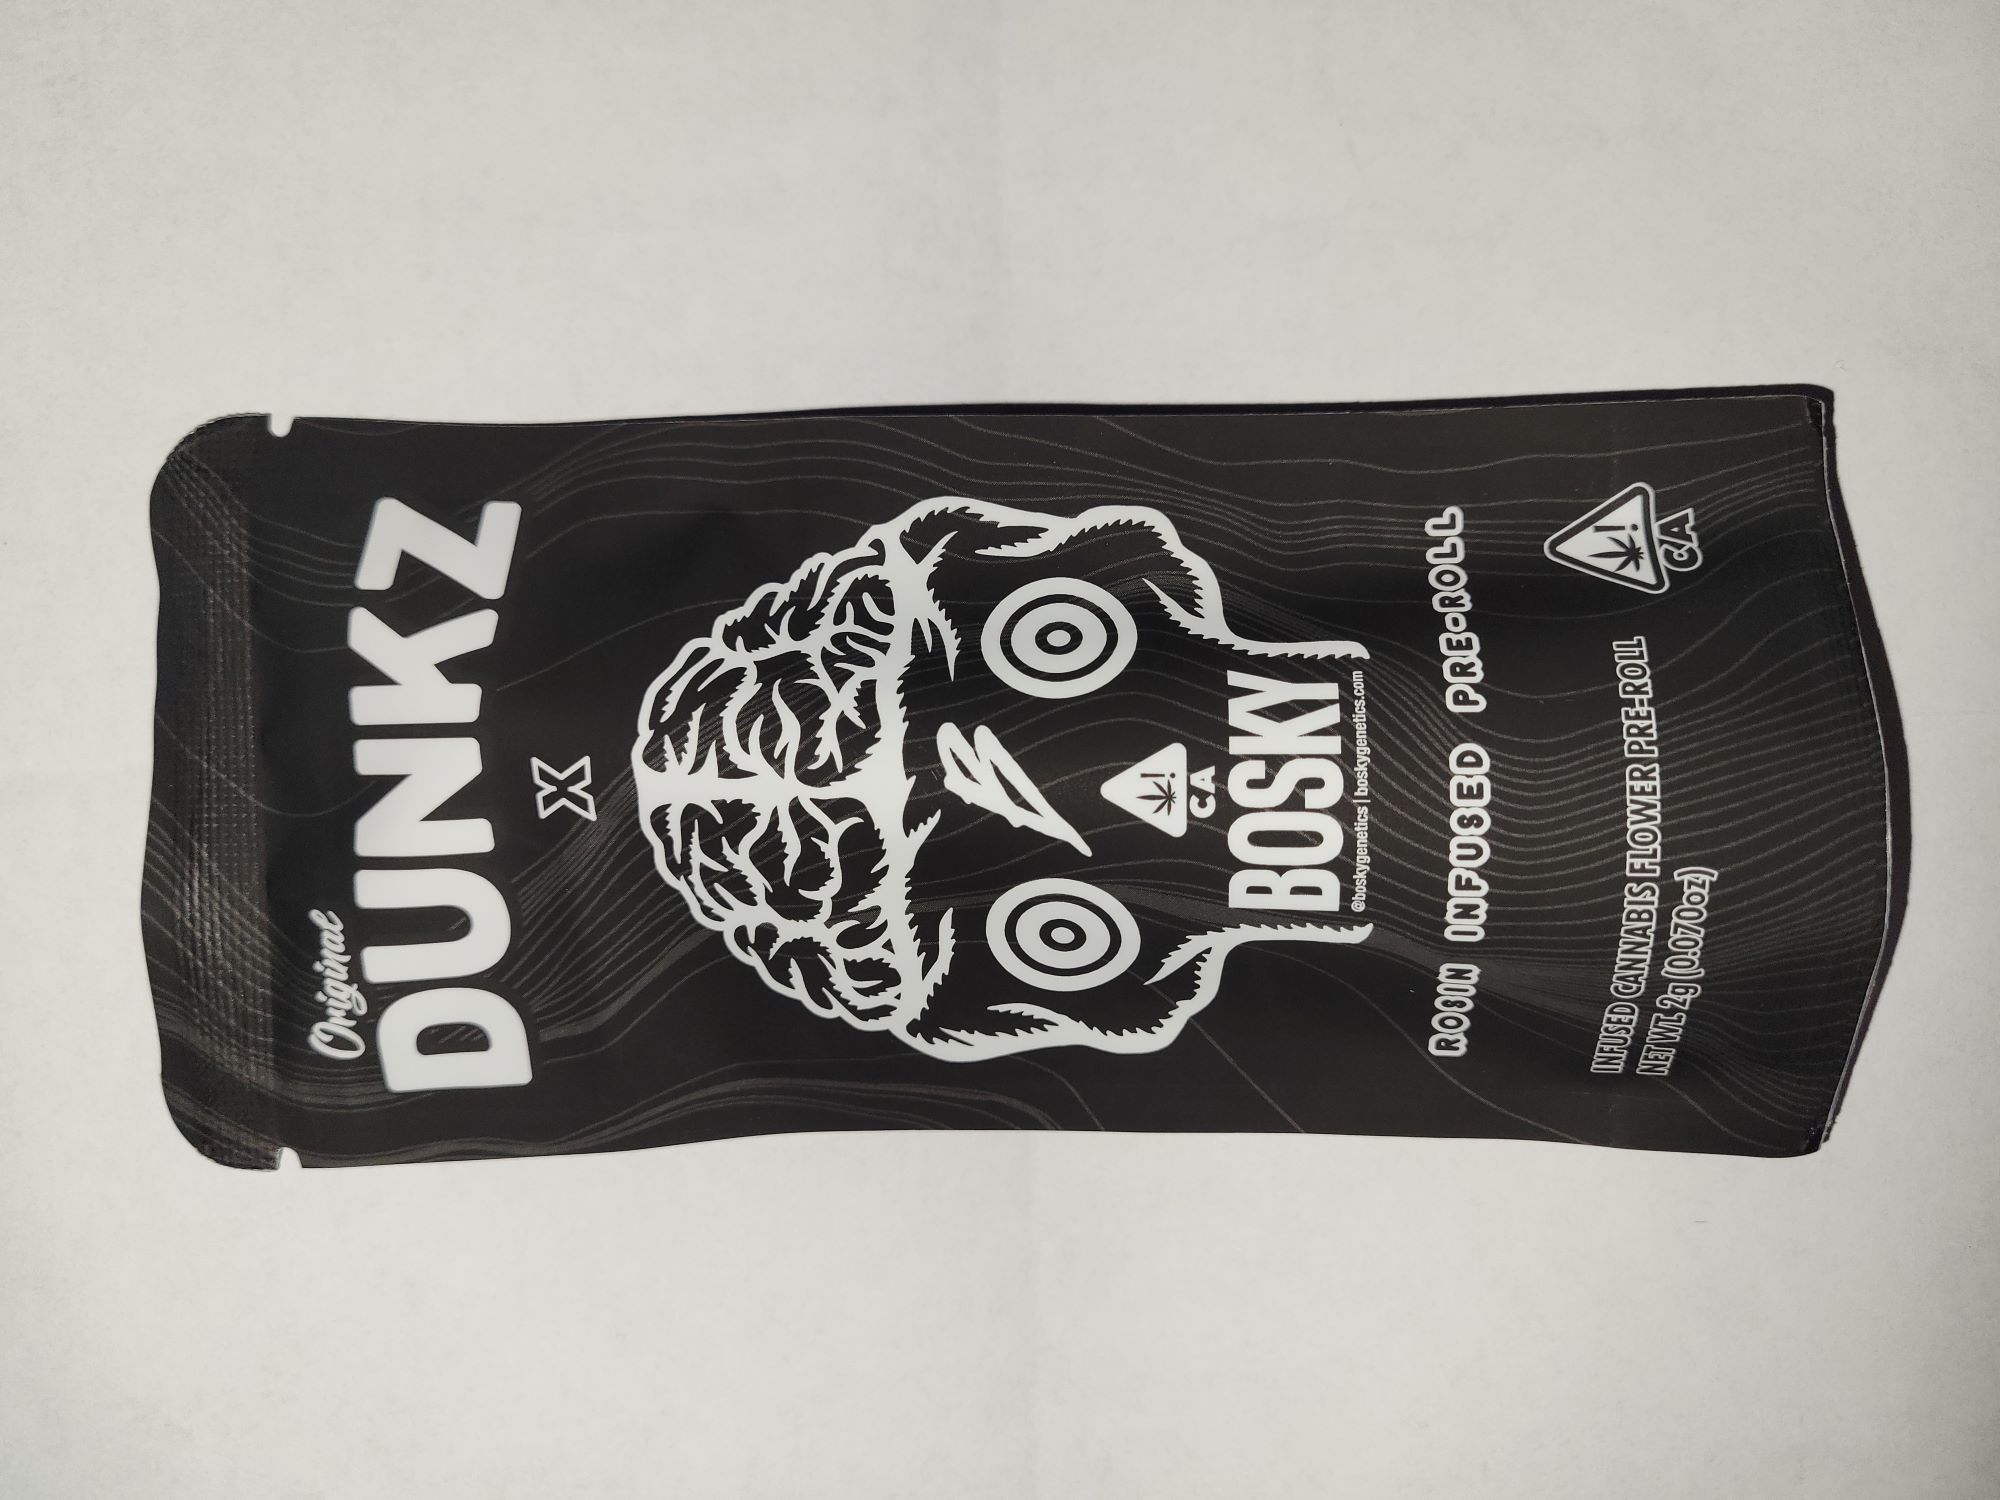 Original
DUNKZ
X
B
!
CA
BOSKY
@boskygenetics | boskygenetics.com
ROSIN INFUSED PRE-ROLL
INFUSED CANNABIS FLOWER PRE-ROLL
NET WT. 2g (0.070oz)
!
CA